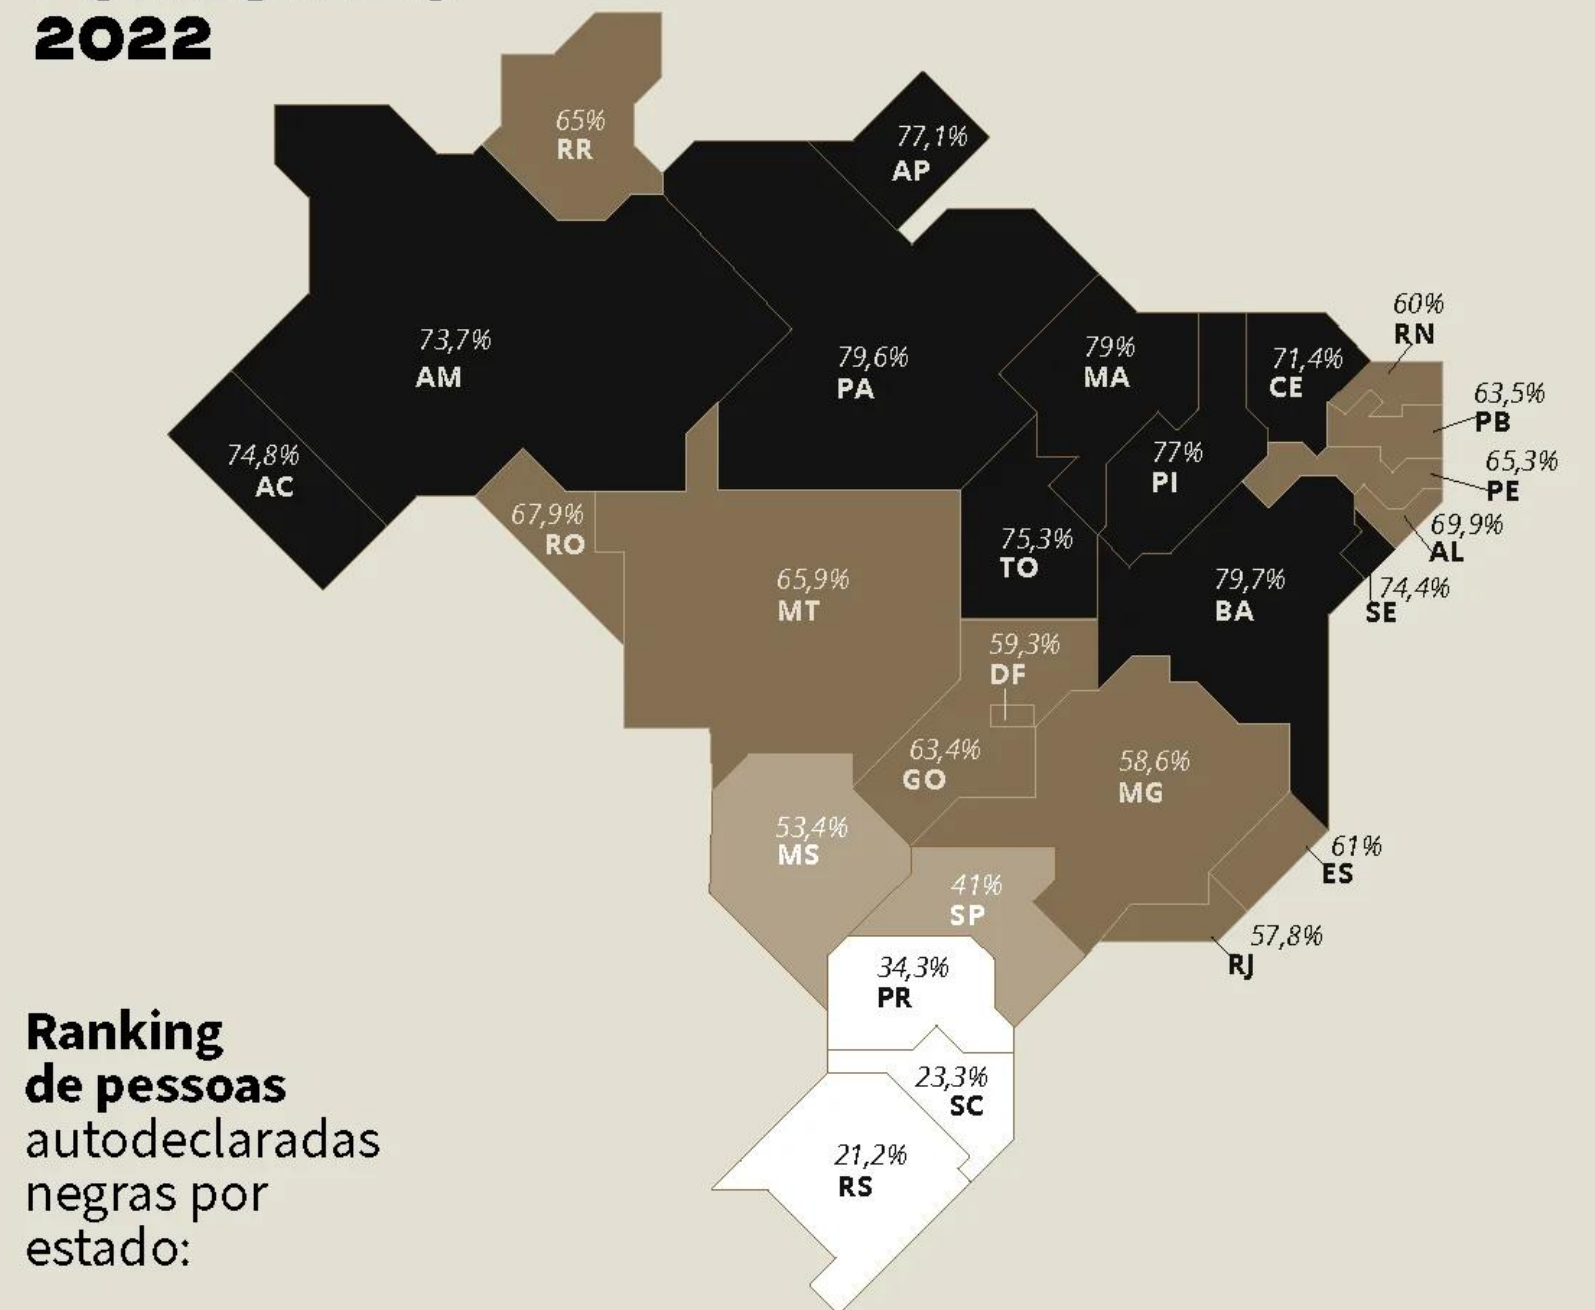 2022
65%
RR
77,1%
AP
60%
RN
73,7%
AM
79,6%
PA
79%
MA
71,4%
CE
63,5%
PB
74,8%
AC
77%
PI
65,3%
PE
67,9%
RO
75,3%
TO
69,9%
AL
65,9%
MT
79,7%
BA
74,4%
SE
59,3%
DF
63,4%
GO
58,6%
MG
53,4%
MS
61%
ES
41%
SP
57,8%
RJ
34,3%
PR
23,3%
SC
21,2%
RS
Ranking
de pessoas
autodeclaradas
negras por
estado: